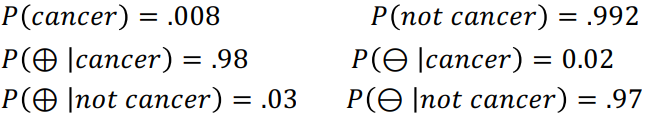 P(cancer) = .008 P(not cancer) = .992
P(⊕ |cancer) = .98 P(⊖ |cancer) = 0.02
P(⊕ |not cancer) = .03 P(⊖ |not cancer) = .97